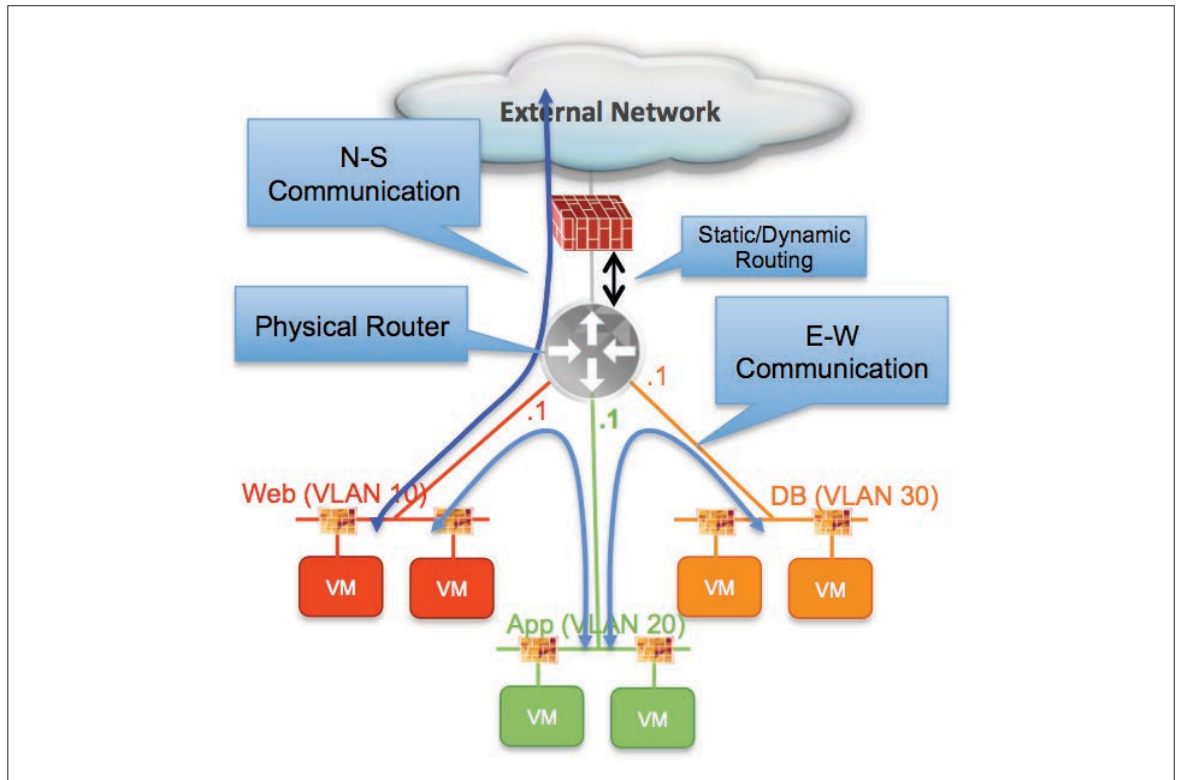 External Network
N-S
Communication
Static/Dynamic
Routing
Physical Router
E-W
Communication
.1
.1
.1
Web (VLAN 10)
DB (VLAN 30)
VM
VM
VM
VM
App (VLAN 20)
VM
VM